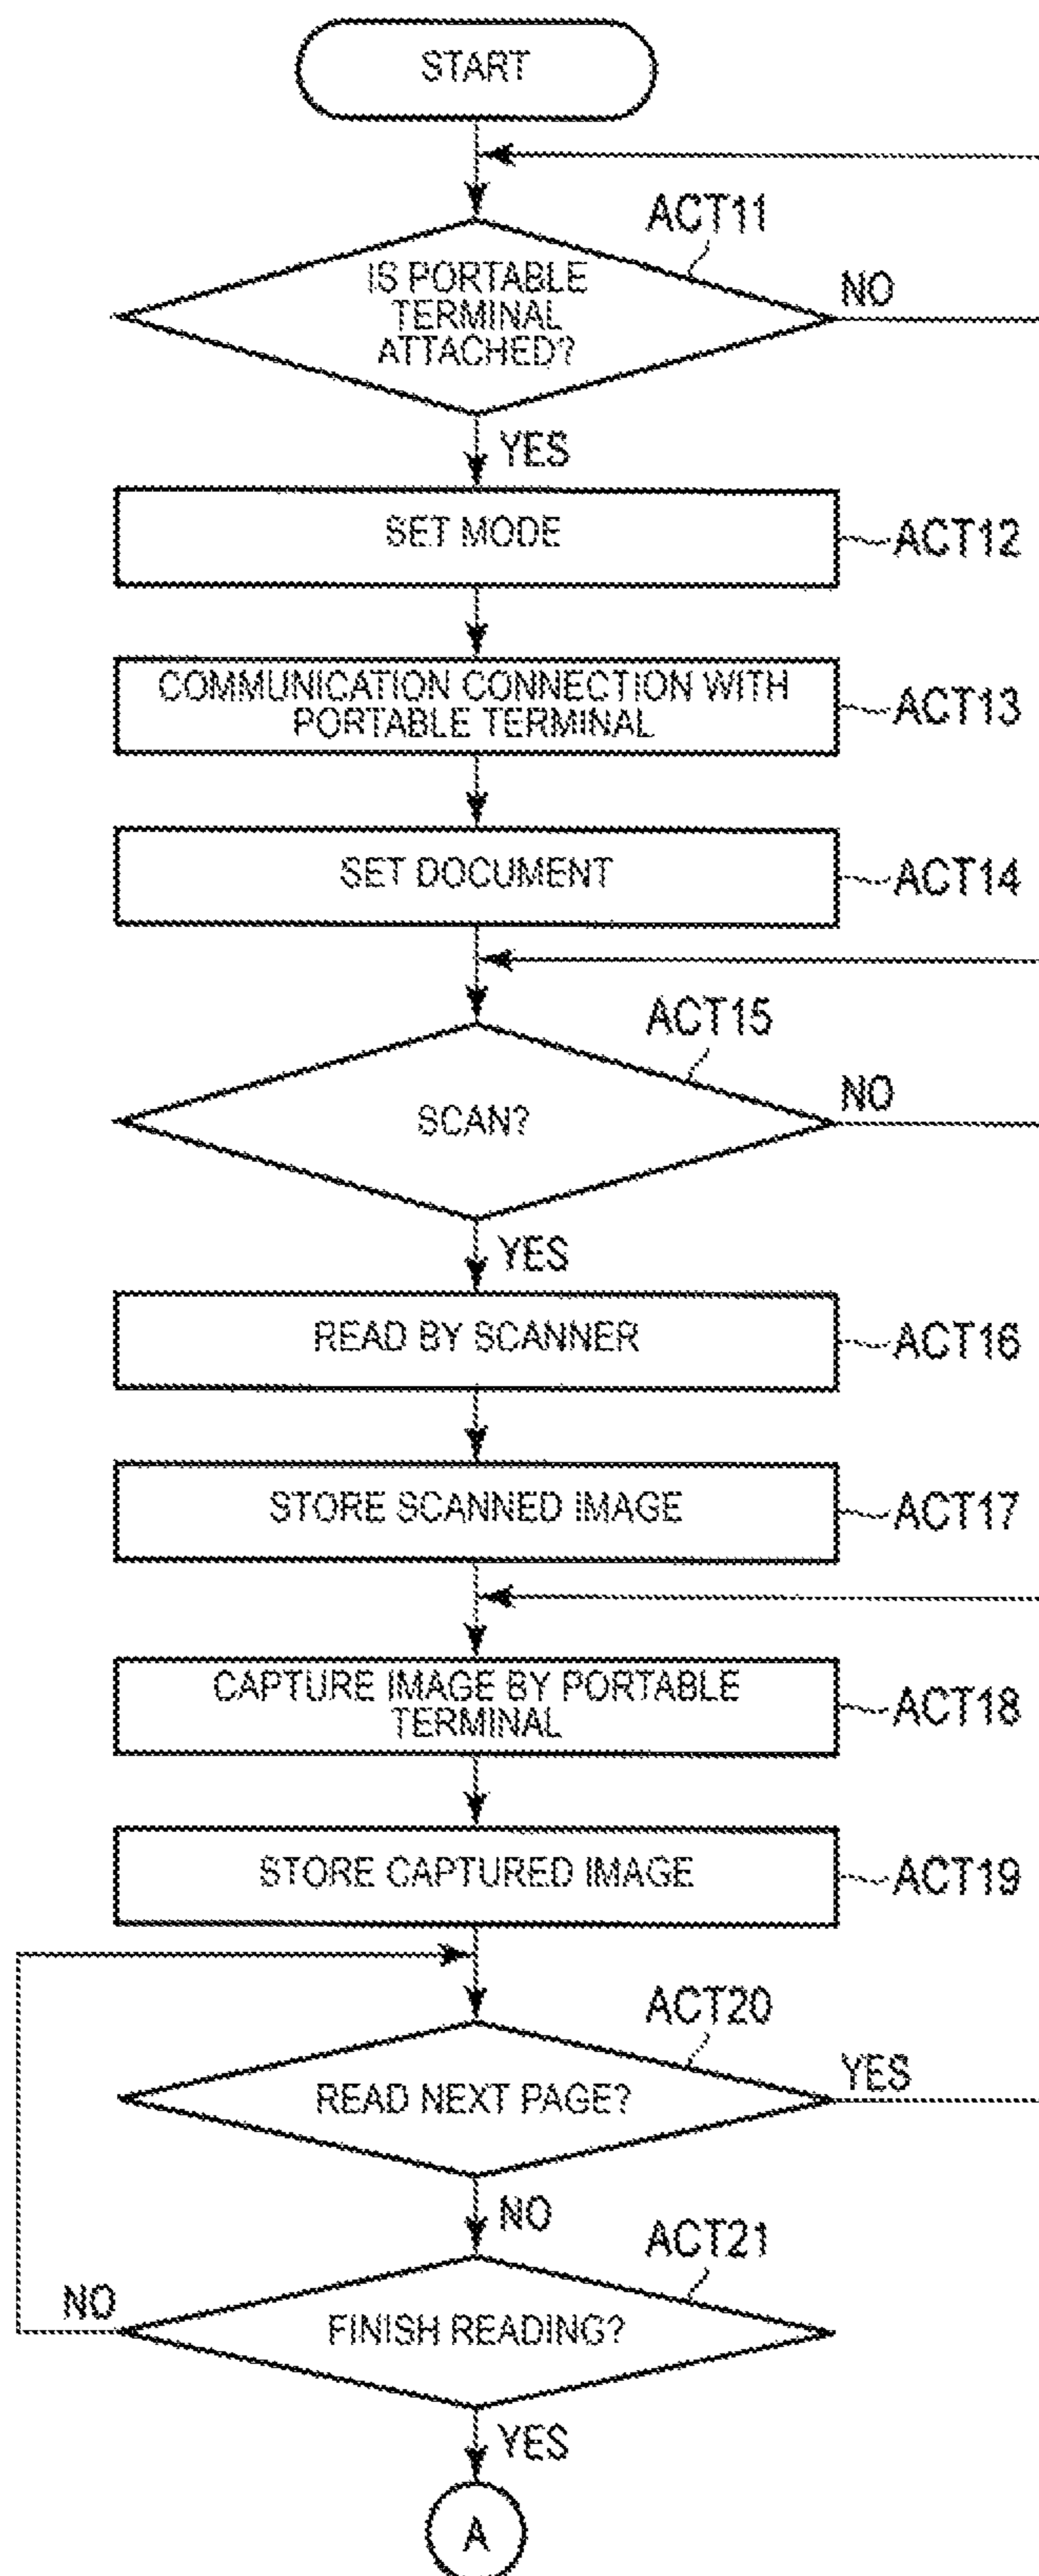 START
ACT11
IS PORTABLE
TERMINAL
ATTACHED?
NO
YES
SET MODE
ACT12
COMMUNICATION CONNECTION WITH
PORTABLE TERMINAL
ACT13
SET DOCUMENT
ACT14
ACT15
SCAN?
NO
YES
READ BY SCANNER
ACT16
STORE SCANNED IMAGE
ACT17
CAPTURE IMAGE BY PORTABLE
TERMINAL
ACT18
STORE CAPTURED IMAGE
ACT19
ACT20
READ NEXT PAGE?
YES
NO
ACT21
FINISH READING?
NO
YES
A